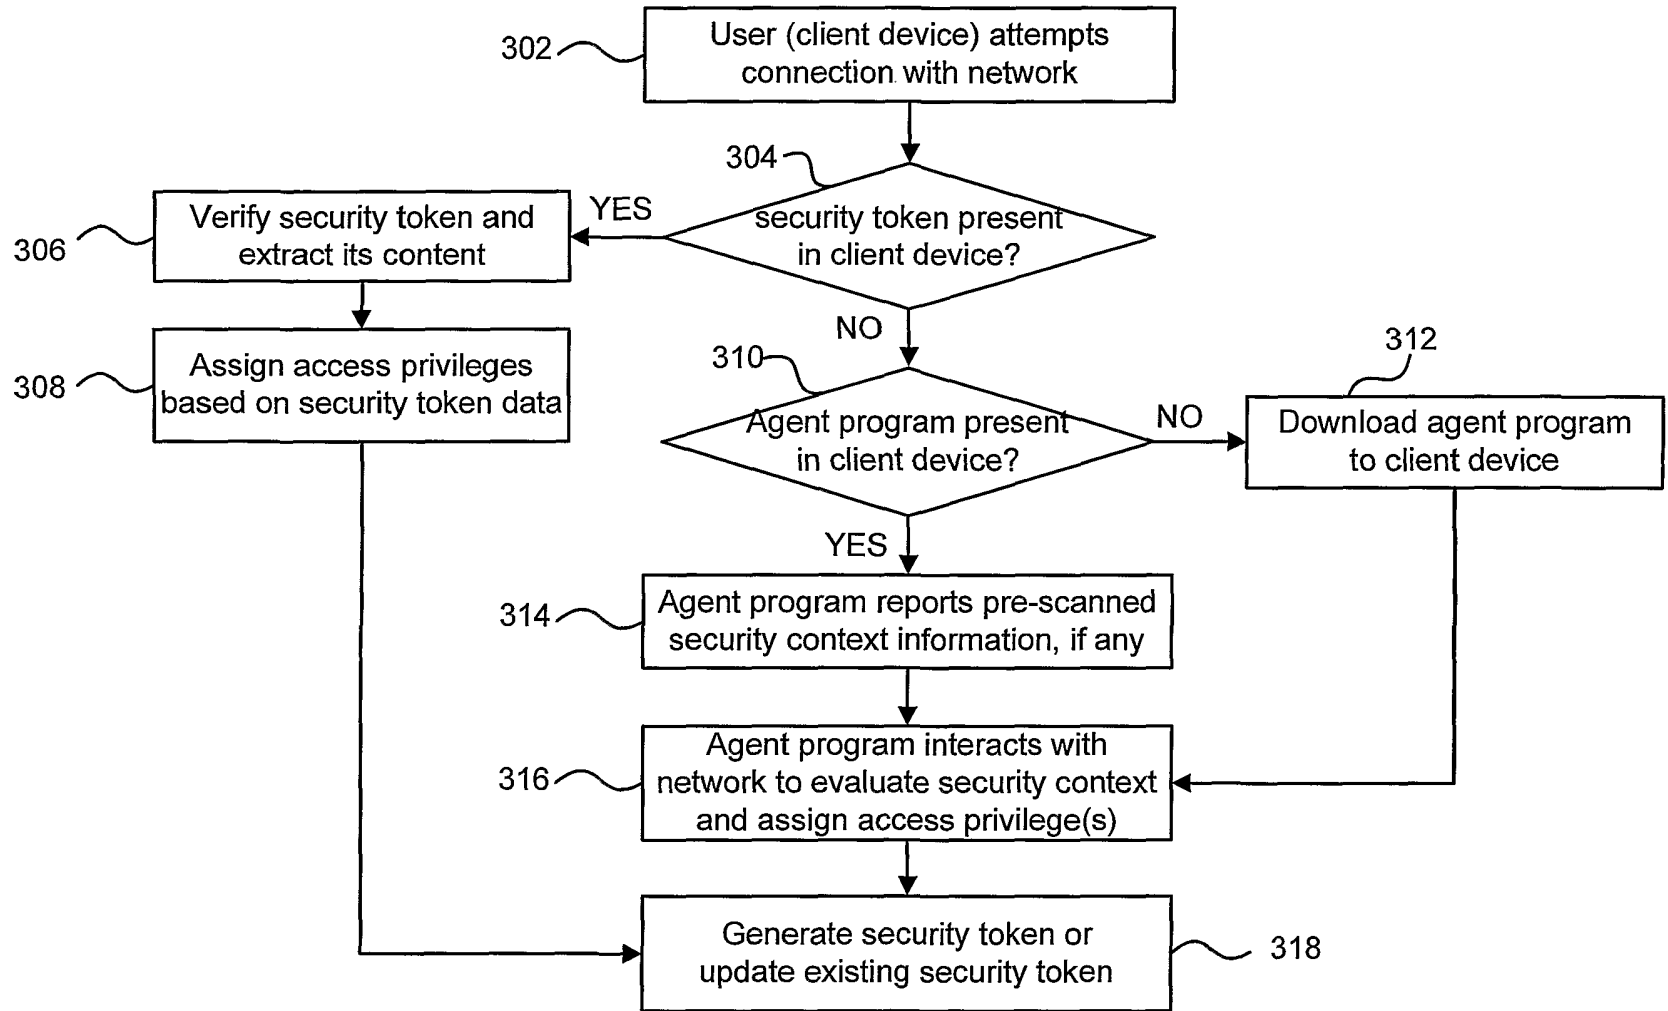 302
User (client device) attempts
connection with network
304
security token present
in client device?
YES
306
Verify security token and
extract its content
NO
308
Assign access privileges
based on security token data
310
Agent program present
in client device?
NO
312
Download agent program
to client device
YES
314
Agent program reports pre-scanned
security context information, if any
316
Agent program interacts with
network to evaluate security context
and assign access privilege(s)
Generate security token or
update existing security token
318